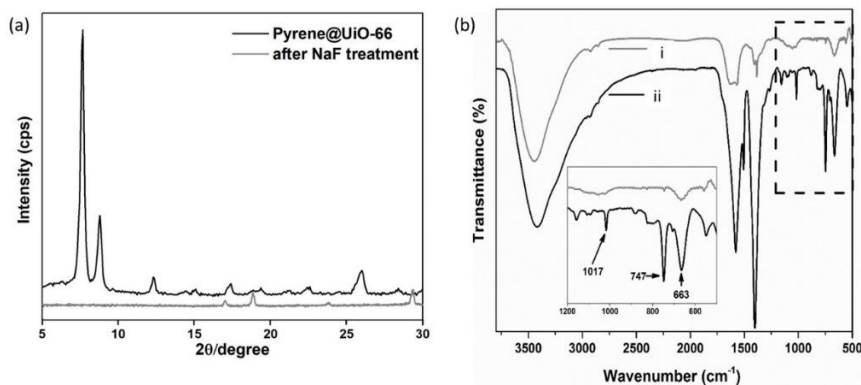 (a)
Pyrene@UiO-66
after NaF treatment
Intensity (cps)
5 10 15 20 25 30
2θ/degree
(b)
i
ii
Transmittance (%)
1017
747
663
1200 1000 800 600
3500 3000 2500 2000 1500 1000 500
Wavenumber (cm⁻¹)